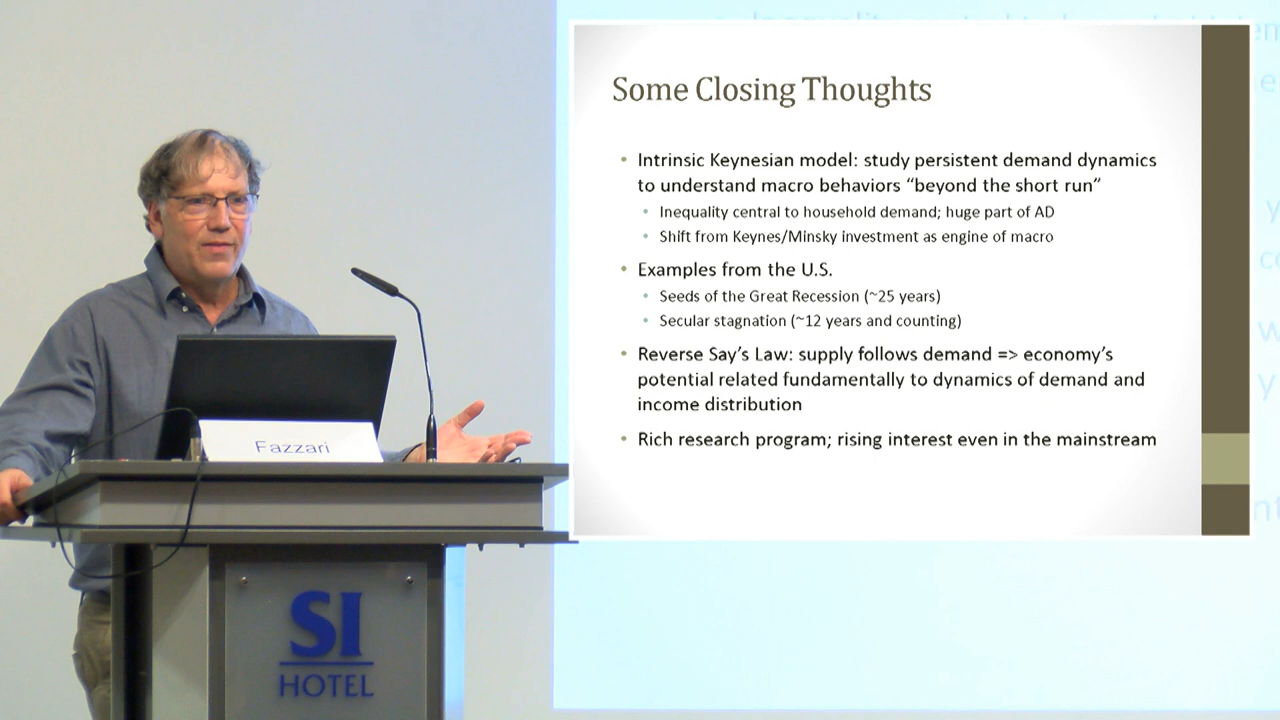 Some Closing Thoughts
• Intrinsic Keynesian model: study persistent demand dynamics
to understand macro behaviors “beyond the short run”
• Inequality central to household demand; huge part of AD
• Shift from Keynes/Minsky investment as engine of macro
• Examples from the U.S.
• Seeds of the Great Recession (~25 years)
• Secular stagnation (~12 years and counting)
• Reverse Say’s Law: supply follows demand => economy’s
potential related fundamentally to dynamics of demand and
income distribution
• Rich research program; rising interest even in the mainstream
Fazzari
SI
HOTEL